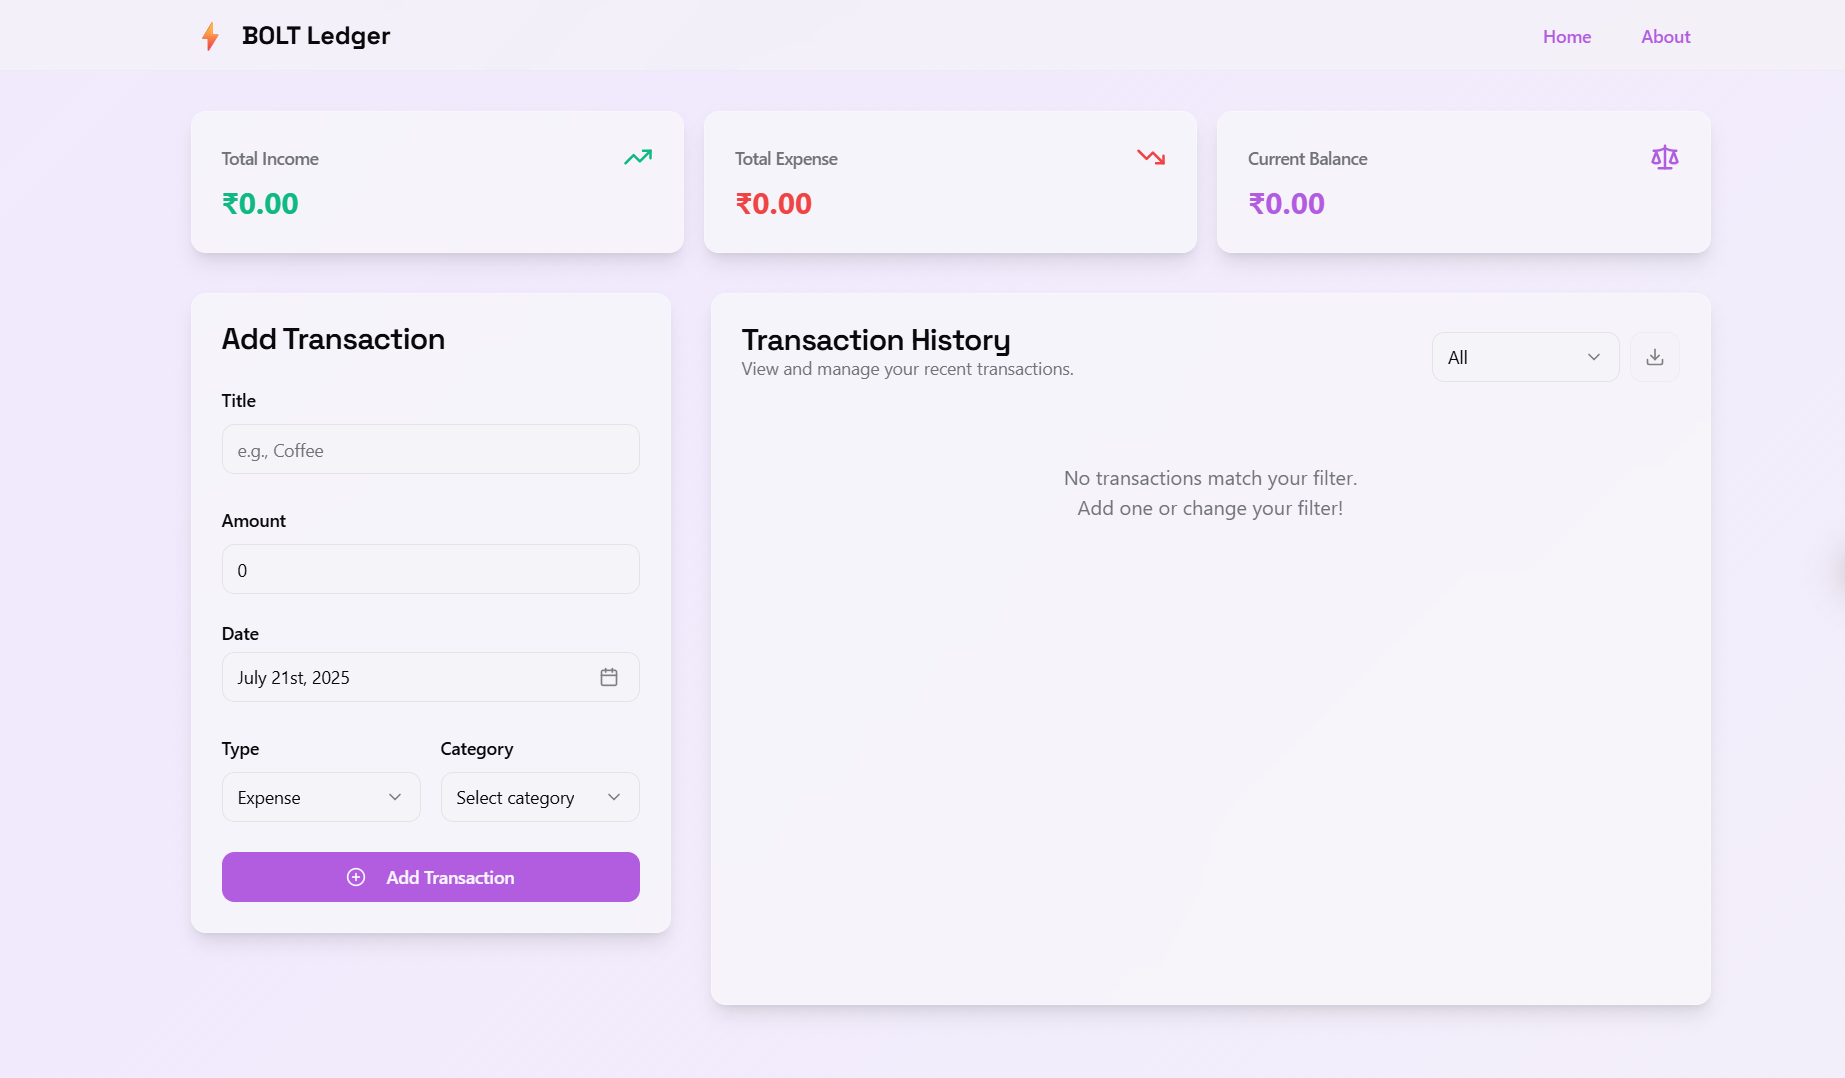 BOLT Ledger
Home
About
Total Income
₹0.00
Total Expense
₹0.00
Current Balance
₹0.00
Add Transaction
Title
e.g., Coffee
Amount
0
Date
July 21st, 2025
Type
Category
Expense
Select category
Add Transaction
Transaction History
View and manage your recent transactions.
All
No transactions match your filter.
Add one or change your filter!